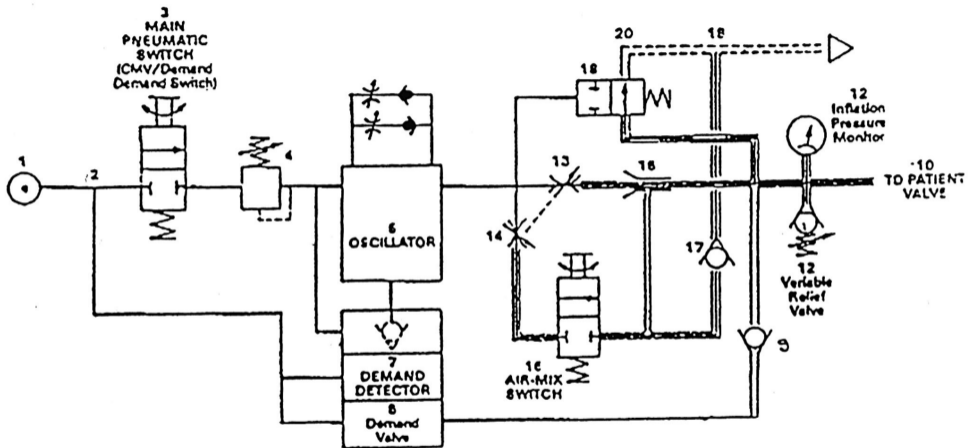 3
MAIN
PNEUMATIC
SWITCH
(CMV/Demand
Demand Switch)
1
2
4
6
OSCILLATOR
7
DEMAND
DETECTOR
8
Demand
Valve
13
14
16
16
AIR-MIX
SWITCH
17
18
20
18
12
Inflation
Pressure
Monitor
10
TO PATIENT
VALVE
12
Variable
Relief
Valve
9